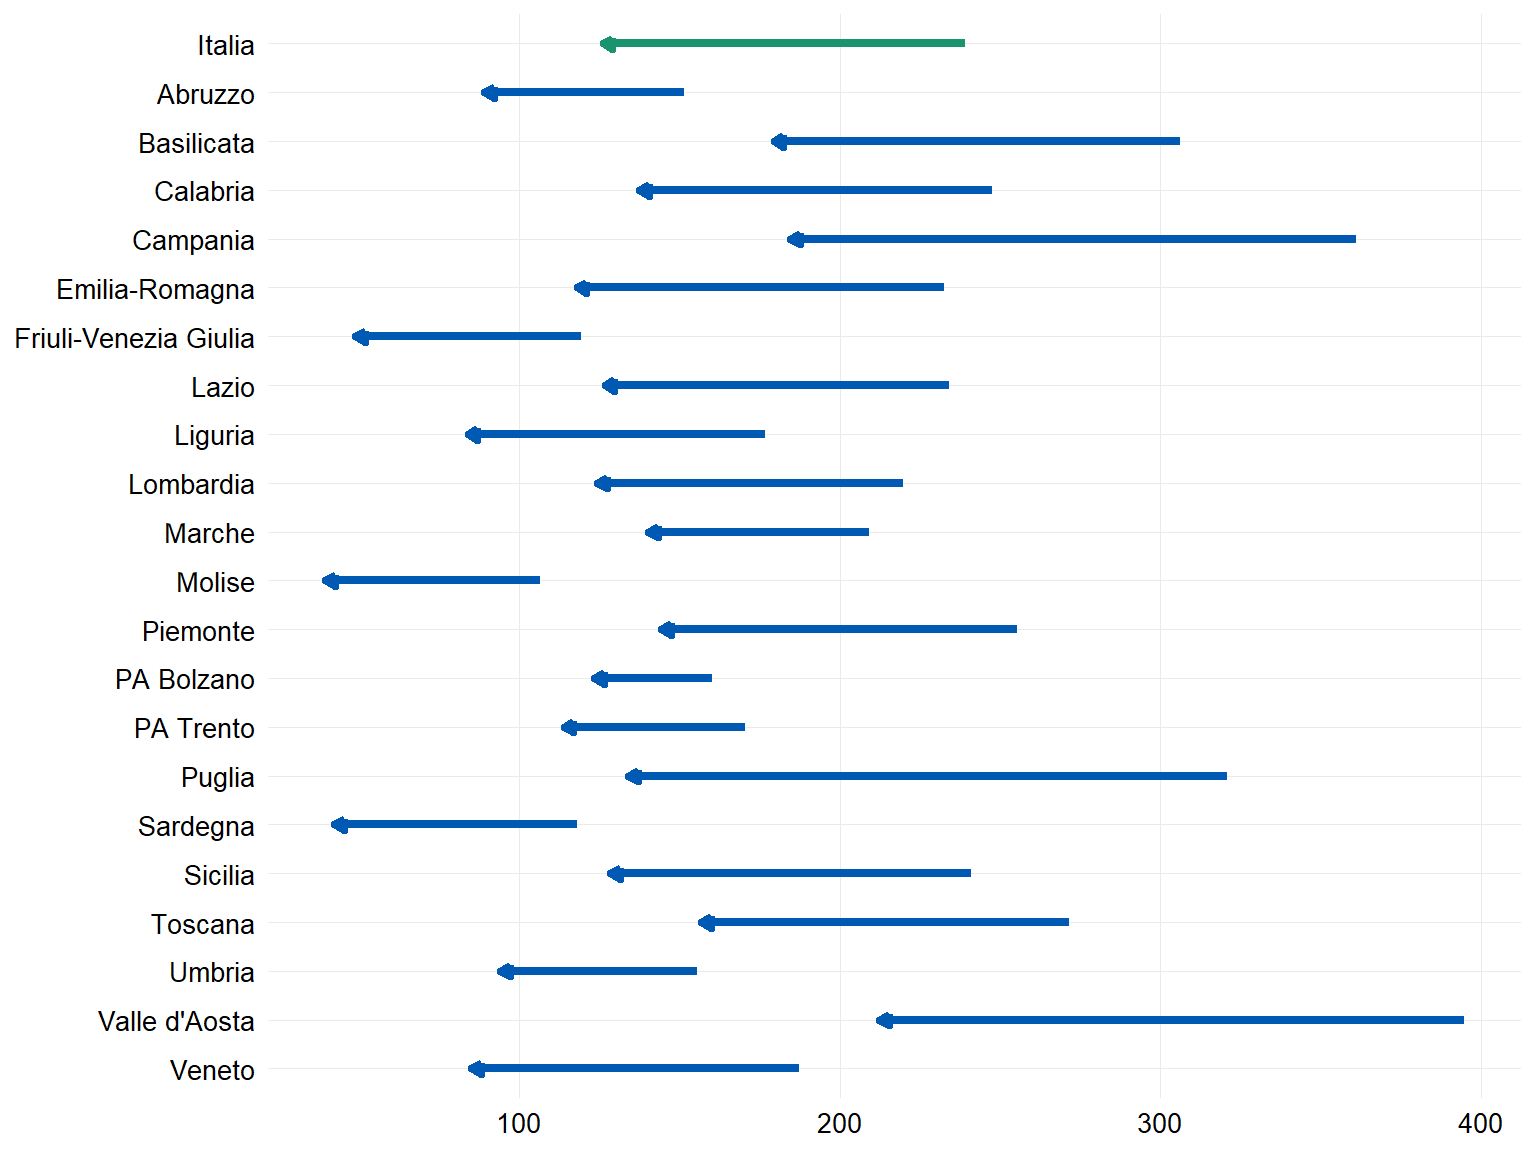 Italia
Abruzzo
Basilicata
Calabria
Campania
Emilia-Romagna
Friuli-Venezia Giulia
Lazio
Liguria
Lombardia
Marche
Molise
Piemonte
PA Bolzano
PA Trento
Puglia
Sardegna
Sicilia
Toscana
Umbria
Valle d'Aosta
Veneto
100 200 300 400